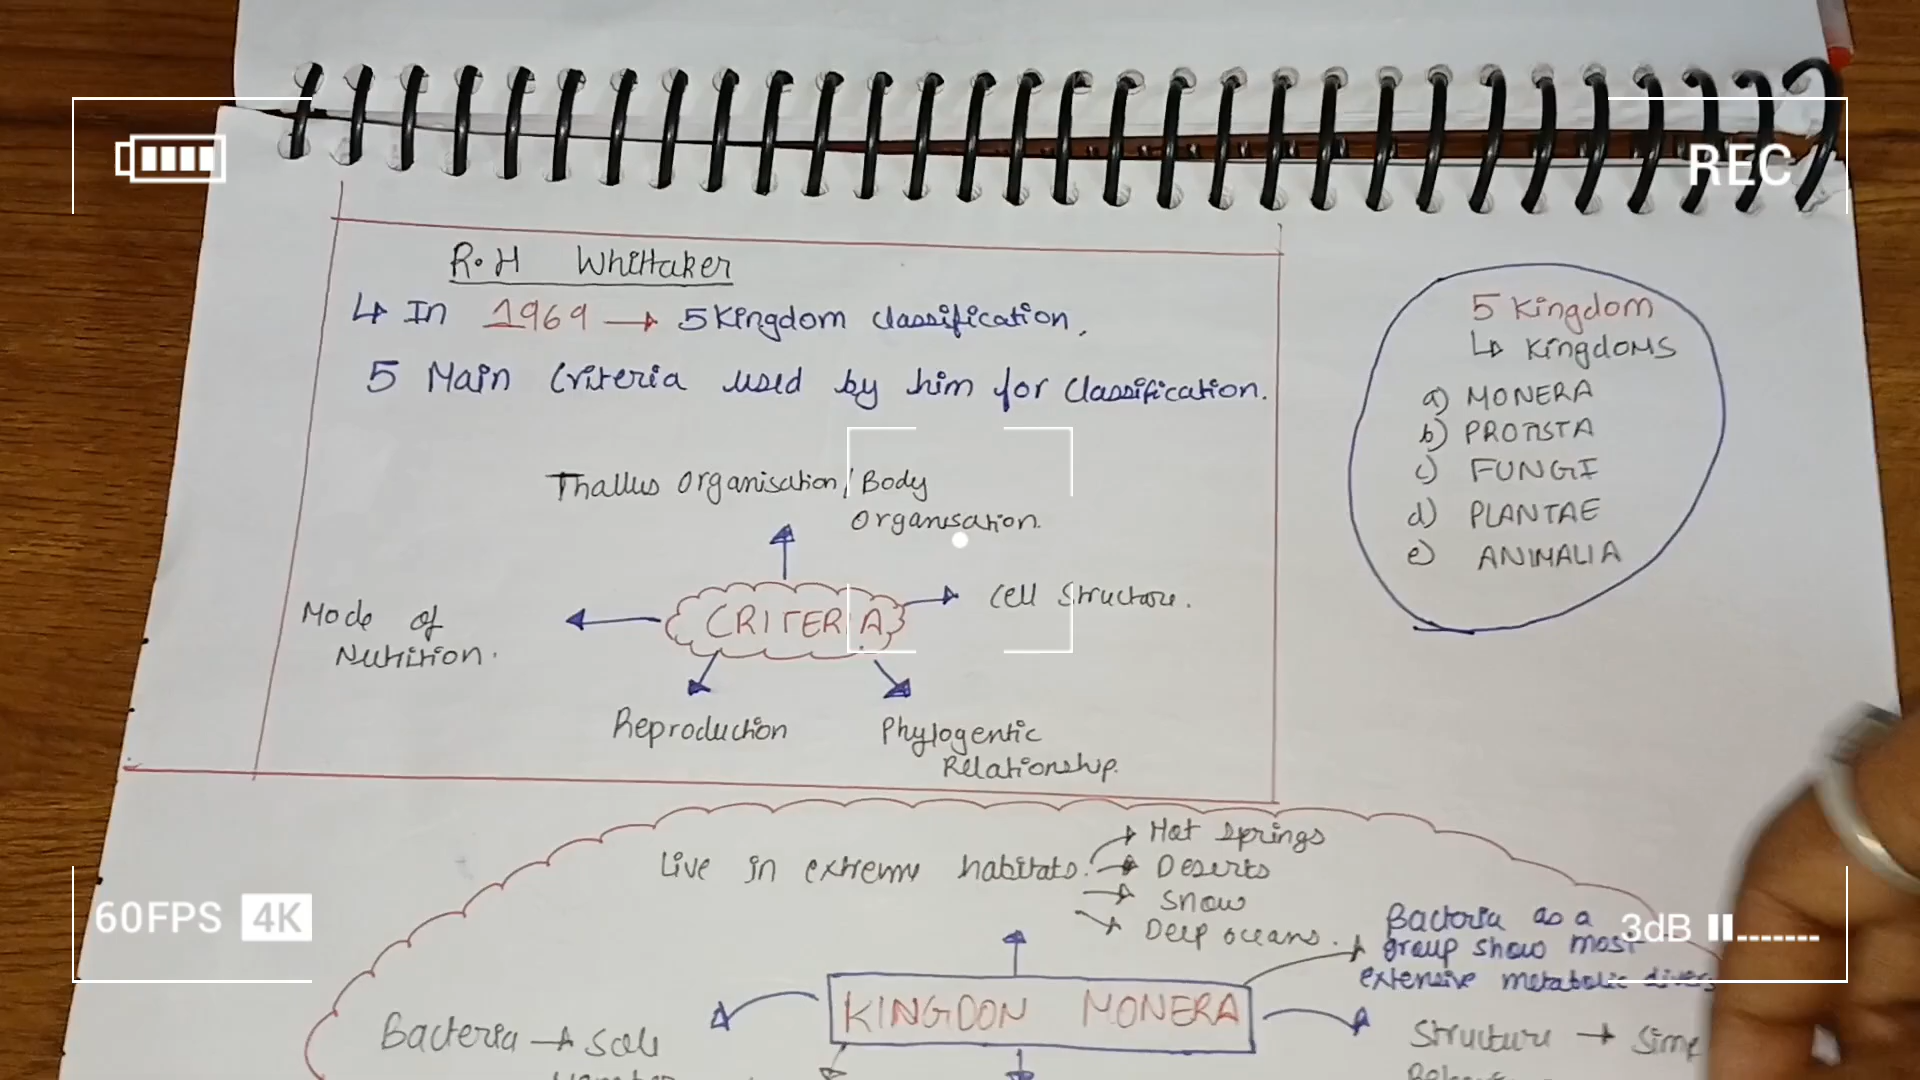 REC
R.H Whittaker
↳ In 1969 → 5 Kingdom classification.
5 Main Criteria used by him for classification.
Thallus Organisation/Body
Organisation.
CRITERIA
Cell Structure.
Mode of
Nutrition.
Reproduction
Phylogentic
Relationship.
5 Kingdom
↳ Kingdoms
a) MONERA
b) PROTISTA
c) FUNGI
d) PLANTAE
e) ANIMALIA
Live in extreme habitats.
→ Hot Springs
→ Deserts
→ Snow
→ Deep oceans.
Bacteria as a
group show most
extensive metabolic
KINGDON MONERA
Bacteria → Sole
Structure →
60FPS 4K
3dB